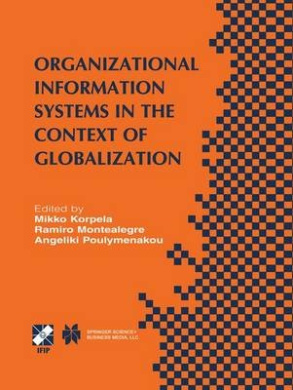 ORGANIZATIONAL
INFORMATION
SYSTEMS IN THE
CONTEXT OF
GLOBALIZATION
Edited by
Mikko Korpela
Ramiro Montealegre
Angeliki Poulymenakou
IFIP
SPRINGER SCIENCE+
BUSINESS MEDIA, LLC